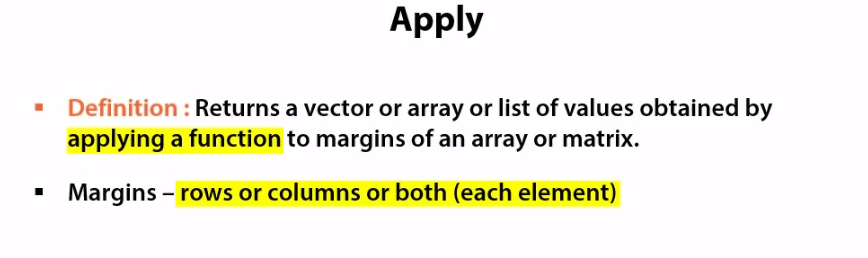 Apply
▪ Definition : Returns a vector or array or list of values obtained by
applying a function to margins of an array or matrix.
▪ Margins – rows or columns or both (each element)